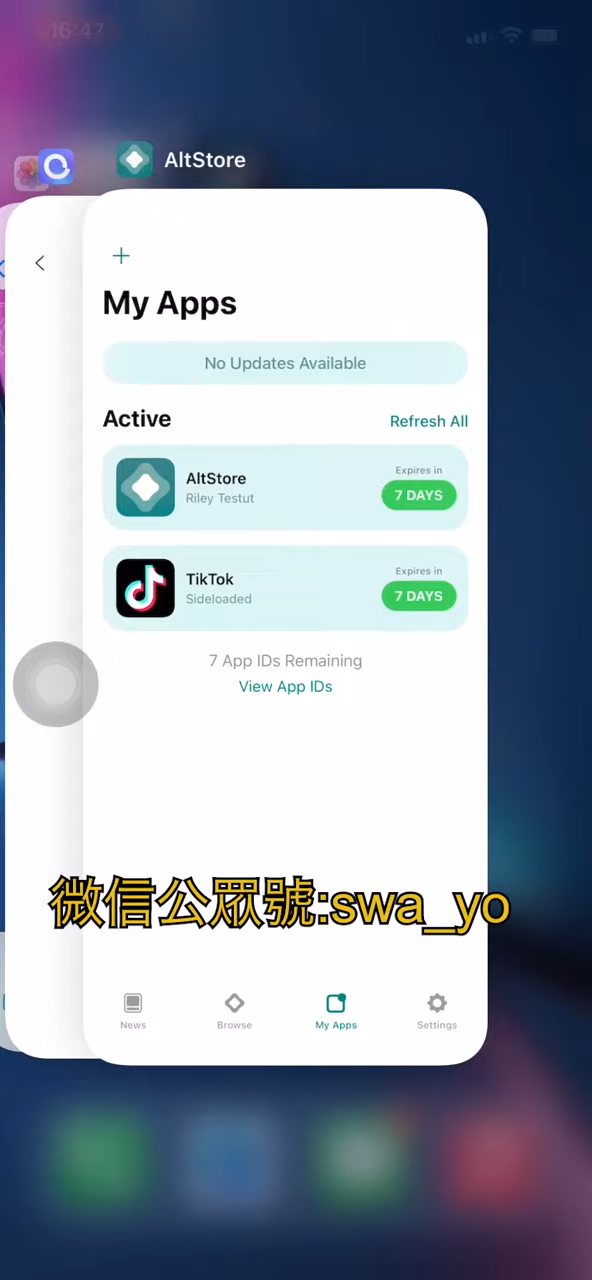 16:47
AltStore
My Apps
No Updates Available
Active
Refresh All
AltStore
Riley Testut
Expires in
7 DAYS
TikTok
Sideloaded
Expires in
7 DAYS
7 App IDs Remaining
View App IDs
微信公眾號:swa_yo
News
Browse
My Apps
Settings